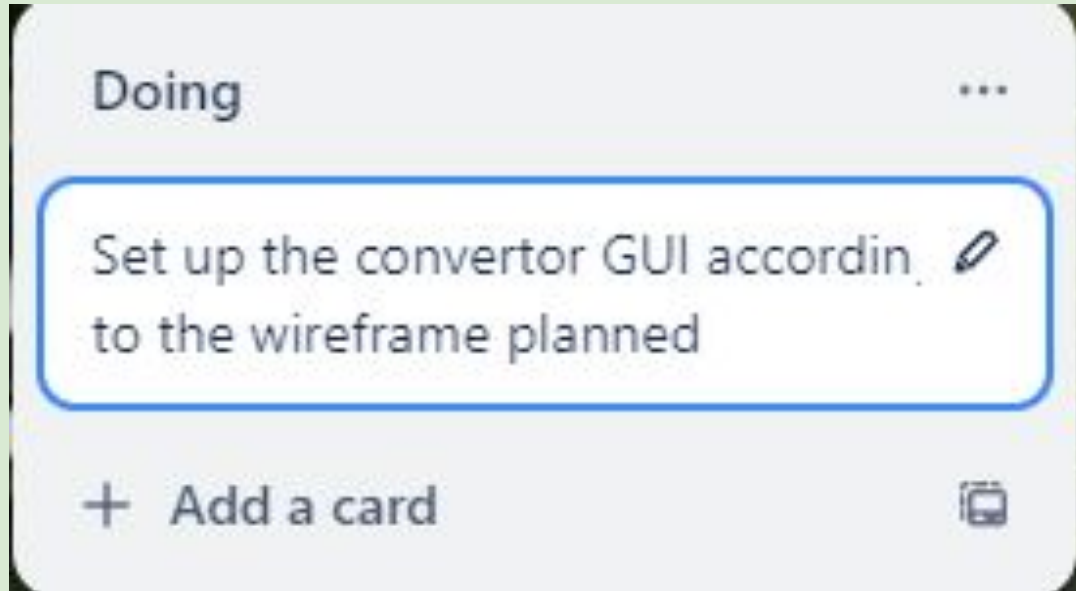 Doing
Set up the convertor GUI accordin
to the wireframe planned
+ Add a card